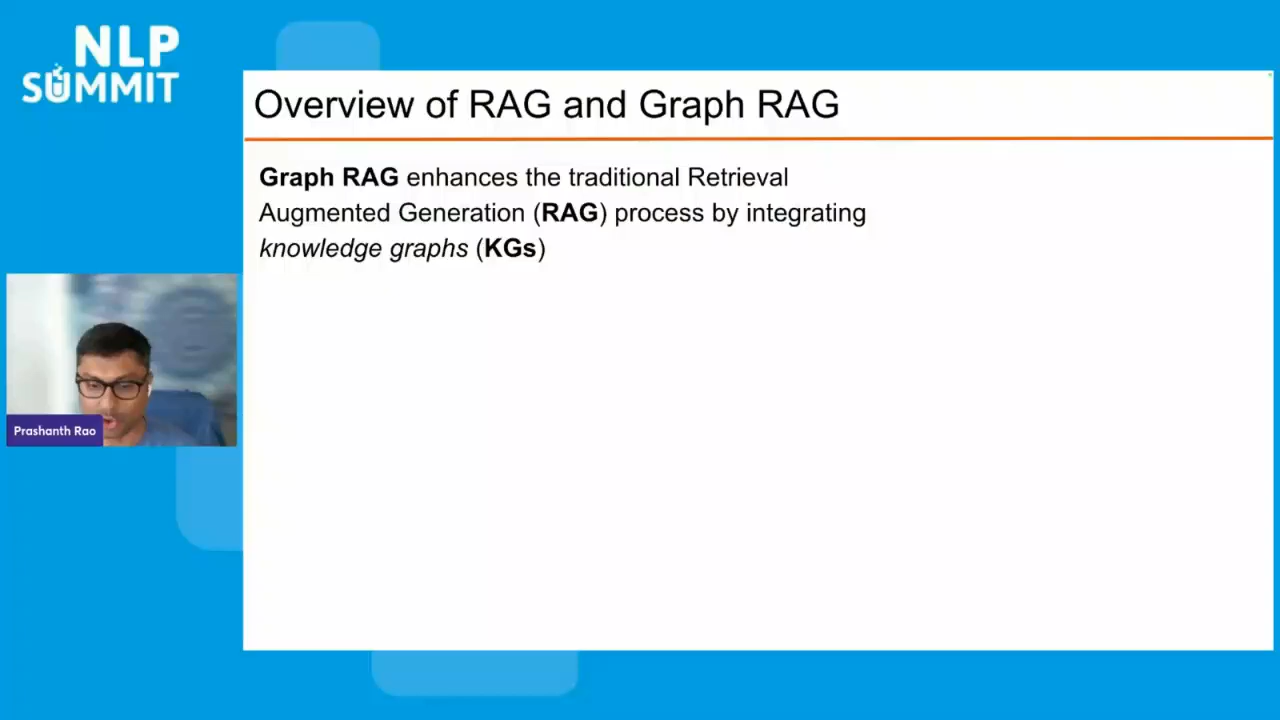 NLP
SUMMIT
Overview of RAG and Graph RAG
Graph RAG enhances the traditional Retrieval
Augmented Generation (RAG) process by integrating
knowledge graphs (KGs)
Prashanth Rao